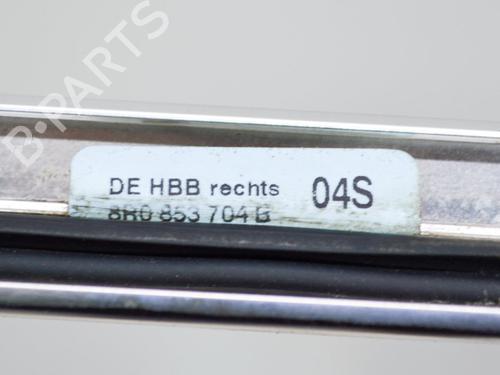 B-PARTS
DE HBB rechts 04S
8R0 853 704 B